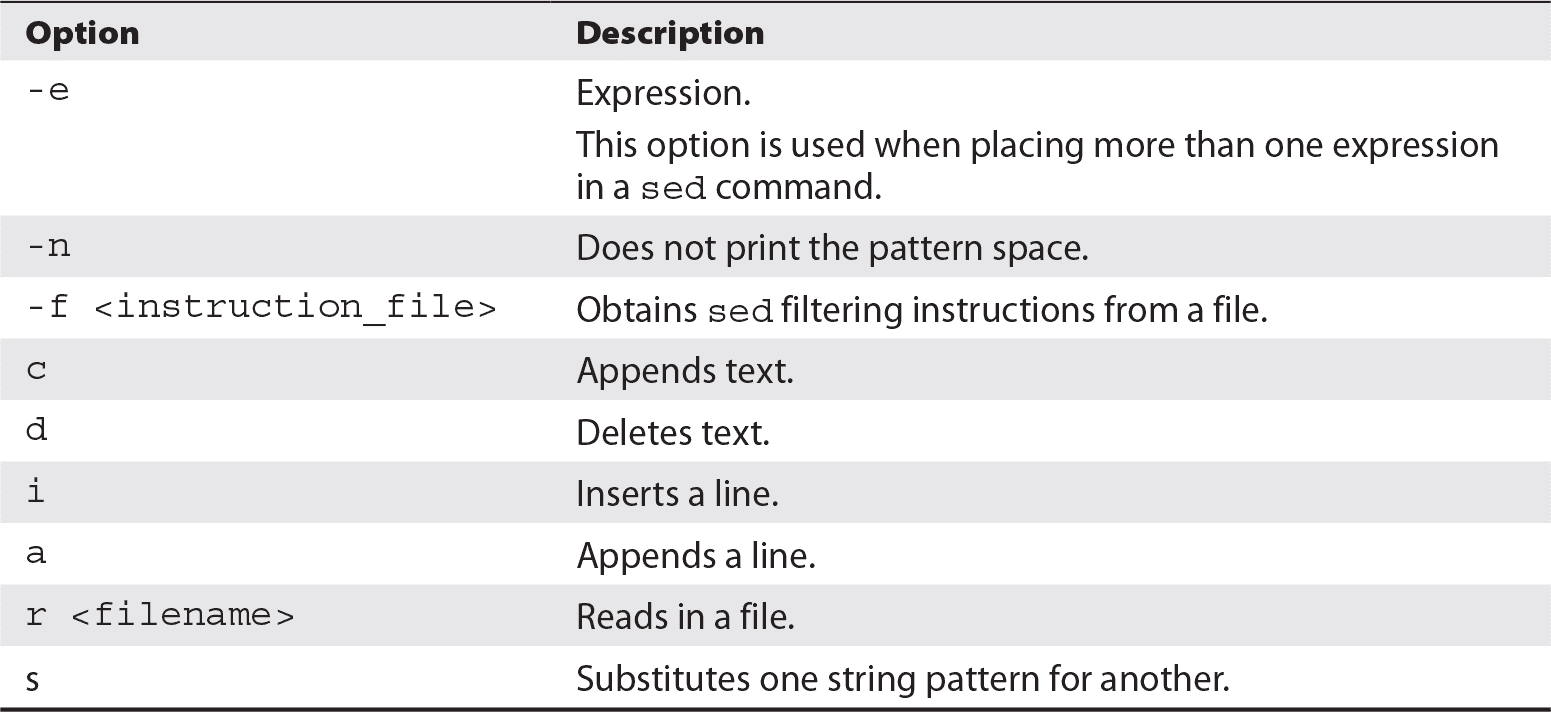 Option Description
-e Expression.
This option is used when placing more than one expression
in a sed command.
-n Does not print the pattern space.
-f <instruction_file> Obtains sed filtering instructions from a file.
c Appends text.
d Deletes text.
i Inserts a line.
a Appends a line.
r <filename> Reads in a file.
s Substitutes one string pattern for another.